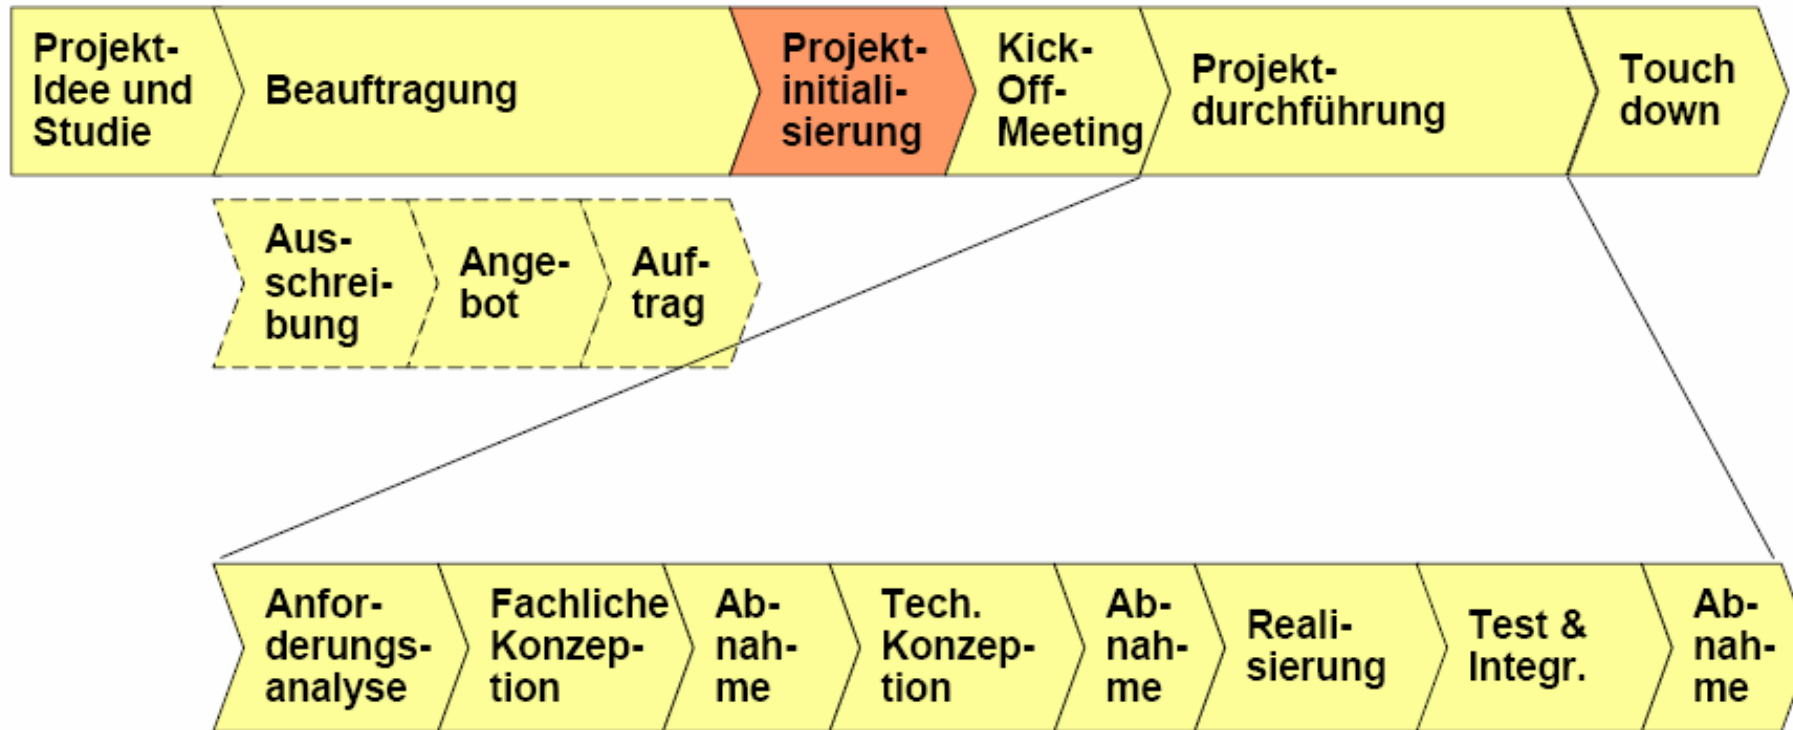 Projekt-
Idee und
Studie
Beauftragung
Projekt-
initiali-
sierung
Kick-
Off-
Meeting
Projekt-
durchführung
Touch
down
Aus-
schrei-
bung
Ange-
bot
Auf-
trag
Anfor-
derungs-
analyse
Fachliche
Konzep-
tion
Ab-
nah-
me
Tech.
Konzep-
tion
Ab-
nah-
me
Reali-
sierung
Test &
Integr.
Ab-
nah-
me